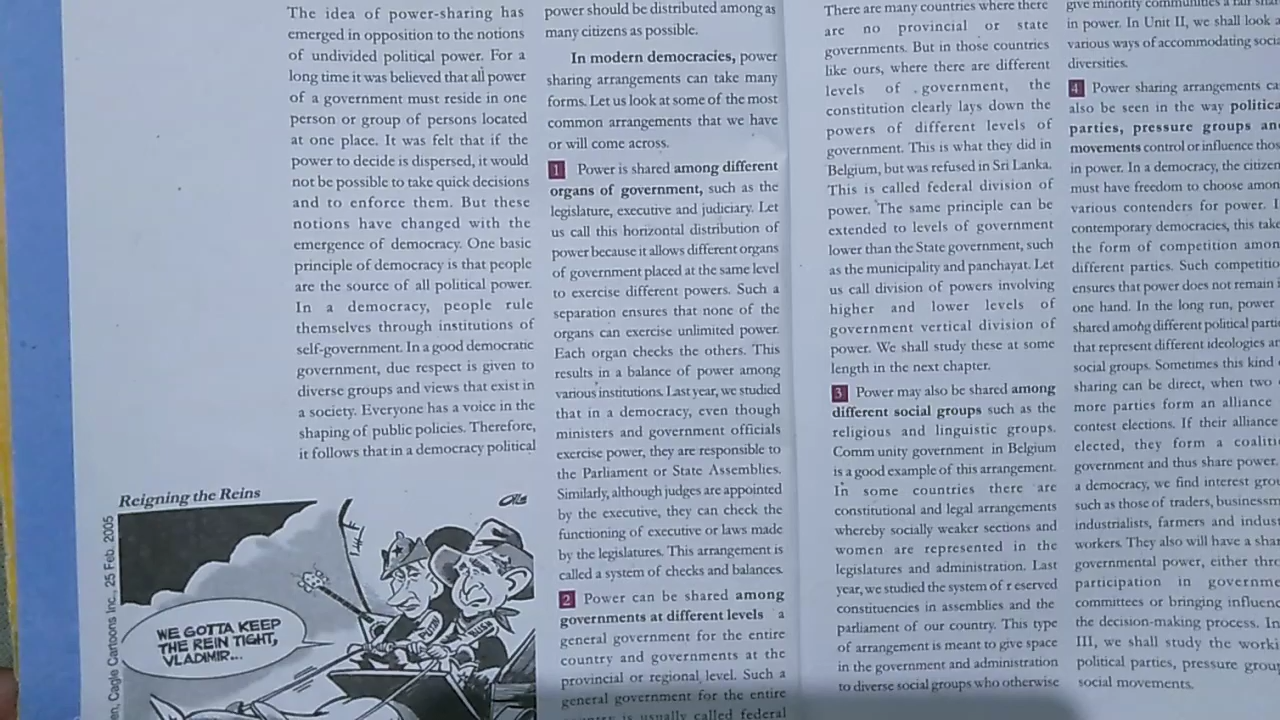 The idea of power-sharing has
emerged in opposition to the notions
of undivided political power. For a
long time it was believed that all power
of a government must reside in one
person or group of persons located
at one place. It was felt that if the
power to decide is dispersed, it would
not be possible to take quick decisions
and to enforce them. But these
notions have changed with the
emergence of democracy. One basic
principle of democracy is that people
are the source of all political power.
In a democracy, people rule
themselves through institutions of
self-government. In a good democratic
government, due respect is given to
diverse groups and views that exist in
a society. Everyone has a voice in the
shaping of public policies. Therefore,
it follows that in a democracy political
Reigning the Reins
Cagle Cartoons Inc., 25 Feb. 2005
WE GOTTA KEEP
THE REIN TIGHT,
VLADIMIR...
PUTIN
BUSH
power should be distributed among as
many citizens as possible.
In modern democracies, power
sharing arrangements can take many
forms. Let us look at some of the most
common arrangements that we have
or will come across.
1 Power is shared among different
organs of government, such as the
legislature, executive and judiciary. Let
us call this horizontal distribution of
power because it allows different organs
of government placed at the same level
to exercise different powers. Such a
separation ensures that none of the
organs can exercise unlimited power.
Each organ checks the others. This
results in a balance of power among
various institutions. Last year, we studied
that in a democracy, even though
ministers and government officials
exercise power, they are responsible to
the Parliament or State Assemblies.
Similarly, although judges are appointed
by the executive, they can check the
functioning of executive or laws made
by the legislatures. This arrangement is
called a system of checks and balances.
2 Power can be shared among
governments at different levels a
general government for the entire
country and governments at the
provincial or regional level. Such a
general government for the entire
is usually called federal
There are many countries where there
are no provincial or state
governments. But in those countries
like ours, where there are different
levels of government, the
constitution clearly lays down the
powers of different levels of
government. This is what they did in
Belgium, but was refused in Sri Lanka.
This is called federal division of
power. The same principle can be
extended to levels of government
lower than the State government, such
as the municipality and panchayat. Let
us call division of powers involving
higher and lower levels of
government vertical division of
power. We shall study these at some
length in the next chapter.
3 Power may also be shared among
different social groups such as the
religious and linguistic groups.
Comm unity government in Belgium
is a good example of this arrangement.
In some countries there are
constitutional and legal arrangements
whereby socially weaker sections and
women are represented in the
legislatures and administration. Last
year, we studied the system of r eserved
constituencies in assemblies and the
parliament of our country. This type
of arrangement is meant to give space
in the government and administration
to diverse social groups who otherwise
give minority communities a fair
in power. In Unit II, we shall look
various ways of accommodating
diversities.
4 Power sharing arrangements
also be seen in the way
parties, pressure groups
movements control or influence
in power. In a democracy, the
must have freedom to choose
various contenders for power.
contemporary democracies, this
the form of competition
different parties. Such
ensures that power does not remain
one hand. In the long run, power
shared among different political
that represent different ideologies
social groups. Sometimes this kind
sharing can be direct, when two
more parties form an alliance
contest elections. If their alliance
elected, they form a
government and thus share power.
a democracy, we find interest
such as those of traders,
industrialists, farmers and
workers. They also will have a
governmental power, either
participation in
committees or bringing
the decision-making process. In
III, we shall study the
political parties, pressure
social movements.